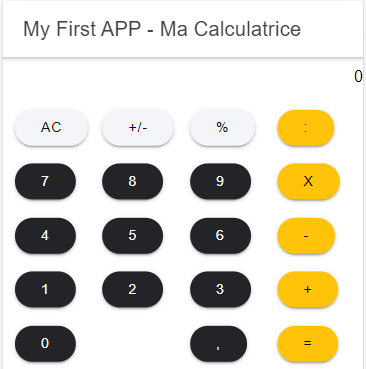 My First APP - Ma Calculatrice
0
AC +/- % :
7 8 9 X
4 5 6 -
1 2 3 +
0 , =